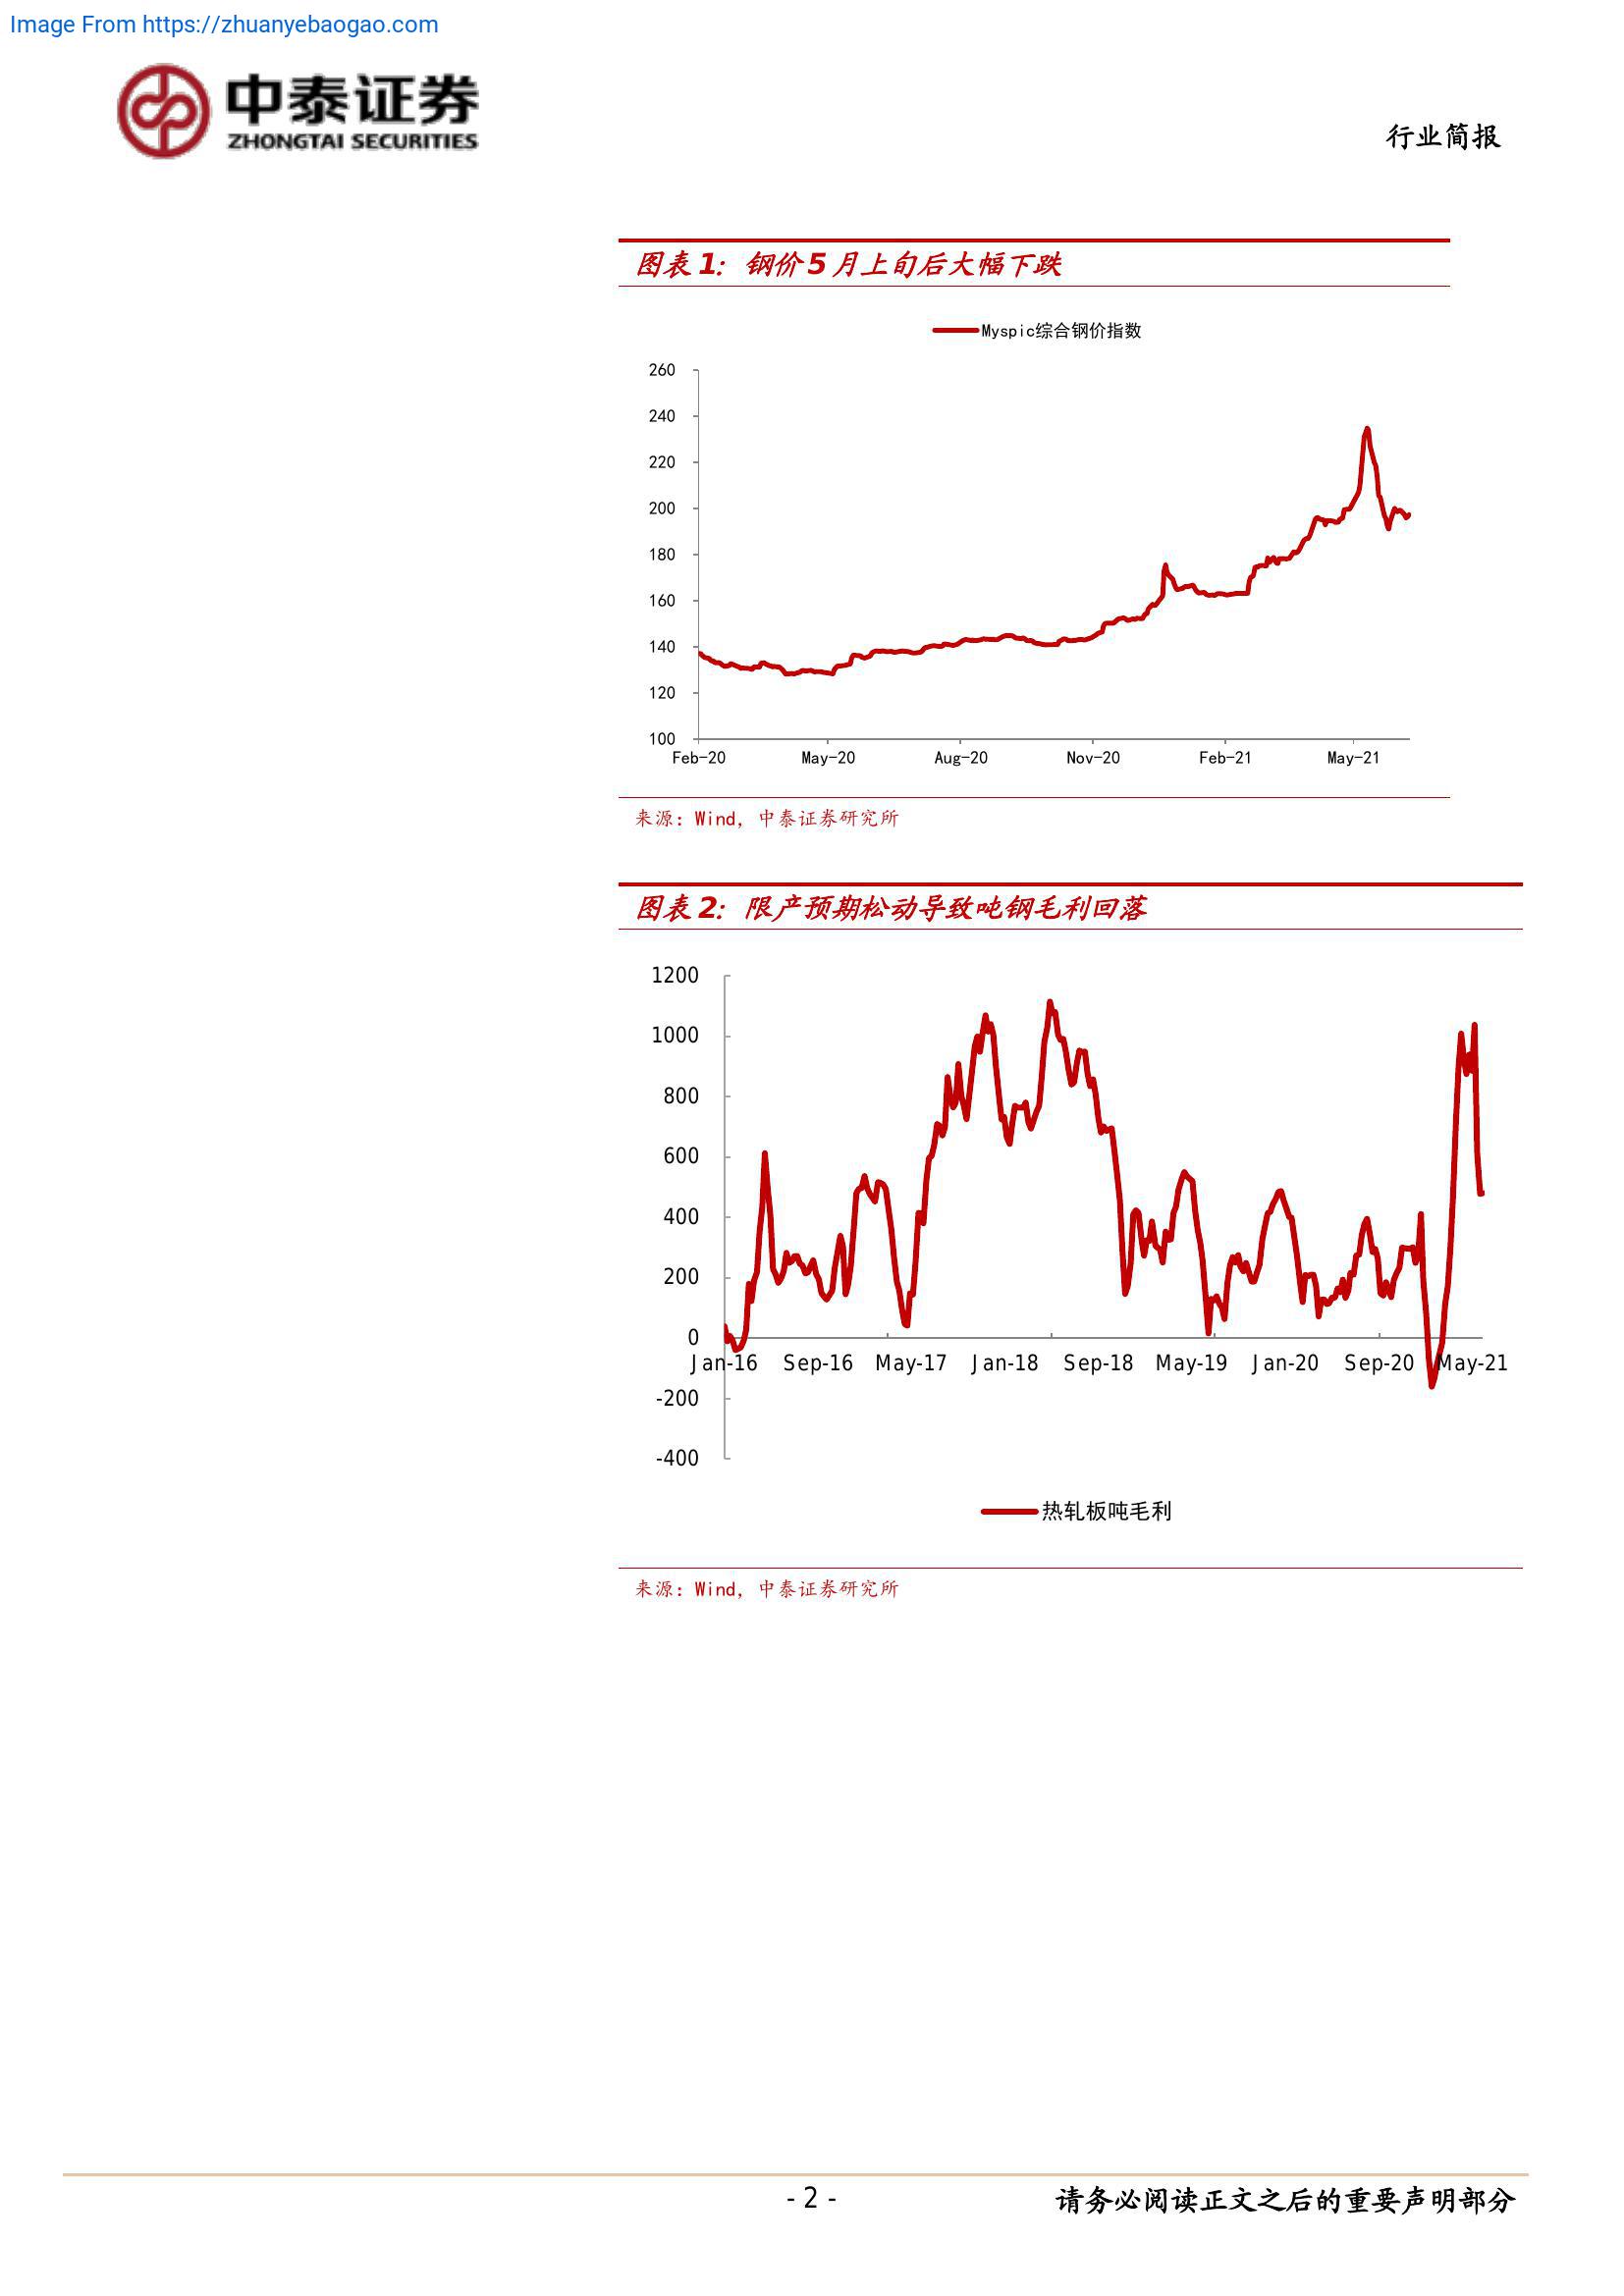 Image From https://zhuanyebaogao.com
中泰证券
ZHONGTAI SECURITIES
行业简报
图表1：钢价5月上旬后大幅下跌
Myspic综合钢价指数
260
240
220
200
180
160
140
120
100
Feb-20 May-20 Aug-20 Nov-20 Feb-21 May-21
来源：Wind，中泰证券研究所
图表2：限产预期松动导致吨钢毛利回落
1200
1000
800
600
400
200
0
Jan-16 Sep-16 May-17 Jan-18 Sep-18 May-19 Jan-20 Sep-20 May-21
-200
-400
热轧板吨毛利
来源：Wind，中泰证券研究所
- 2 -
请务必阅读正文之后的重要声明部分